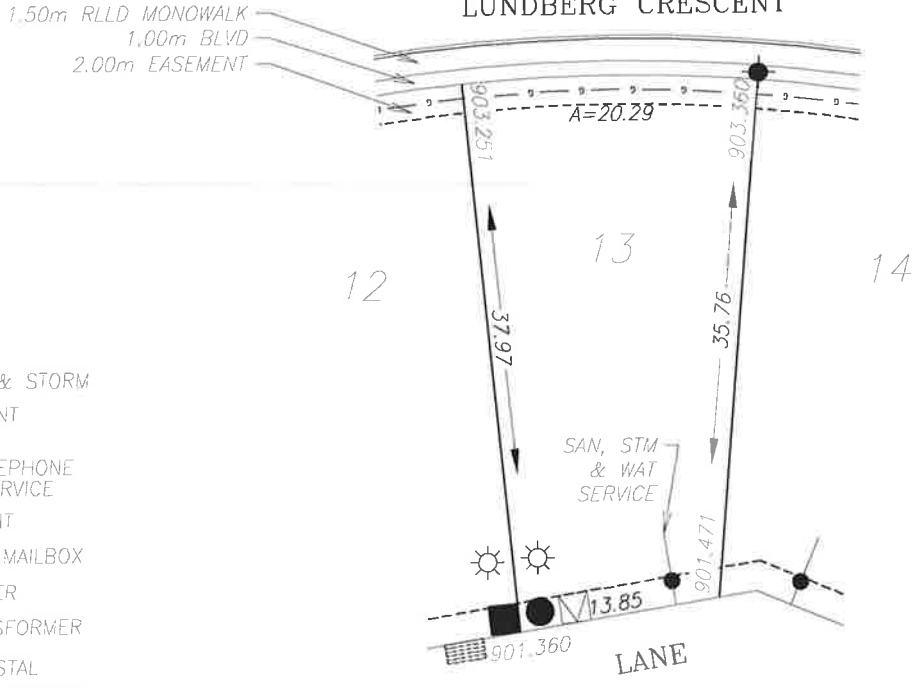 LUNDBERG CRESCENT
1.50m RLLD MONOWALK
1.00m BLVD
2.00m EASEMENT
903.251
A=20.29
903.360
12
13
14
37.97
35.76
& STORM
NT
EPHONE
RVICE
NT
MAILBOX
ER
SFORMER
STAL
SAN, STM
& WAT
SERVICE
901.471
13.85
901.360
LANE